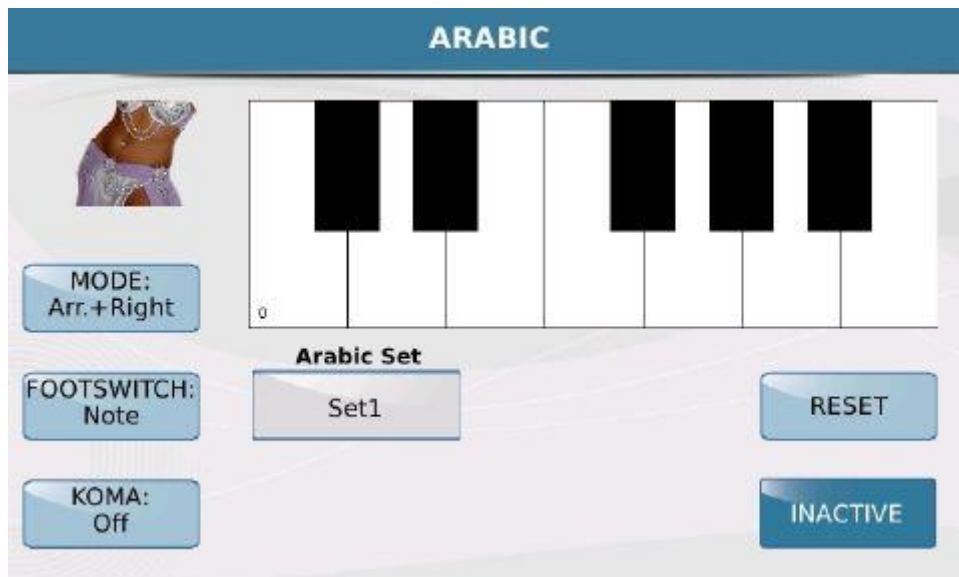 ARABIC
MODE:
Arr.+Right
0
Arabic Set
FOOTSWITCH:
Note
Set1
RESET
KOMA:
Off
INACTIVE